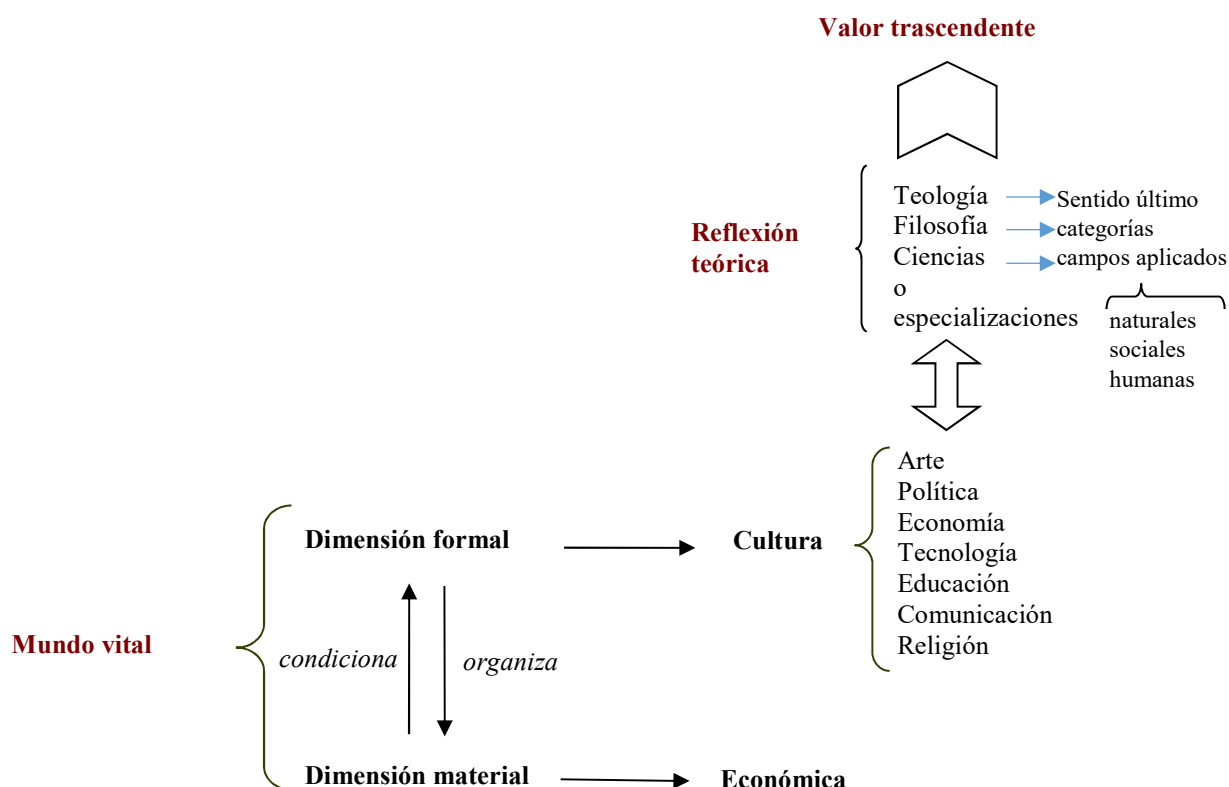 Valor trascendente
Teología
Sentido último
Filosofía
categorías
Reflexión
teórica
Ciencias
campos aplicados
o
especializaciones
naturales
sociales
humanas
Arte
Política
Economía
Tecnología
Educación
Comunicación
Religión
Dimensión formal
Cultura
Mundo vital
condiciona
organiza
Dimensión material
Económica